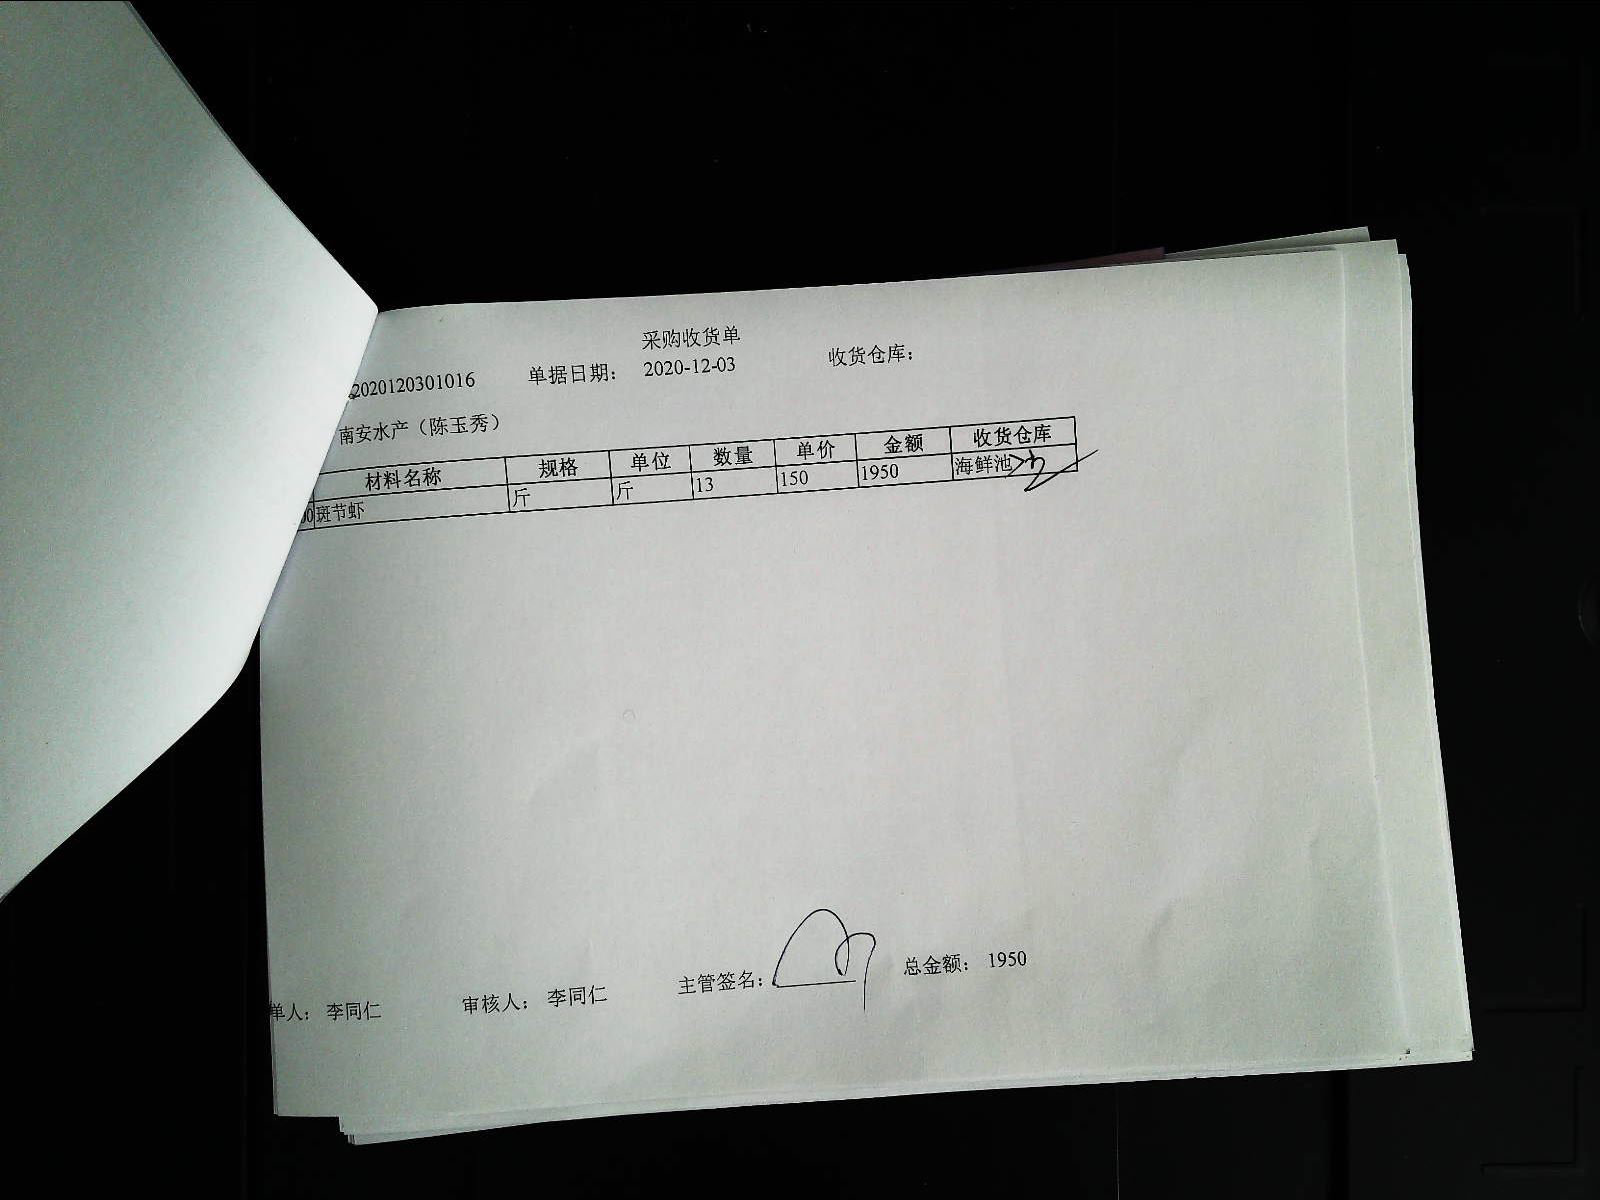 采购收货单
2020120301016 单据日期: 2020-12-03 收货仓库:
南安水产（陈玉秀）
材料名称 规格 单位 数量 单价 金额 收货仓库
00 斑节虾 斤 斤 13 150 1950 海鲜池
单人: 李同仁 审核人: 李同仁 主管签名: 总金额: 1950